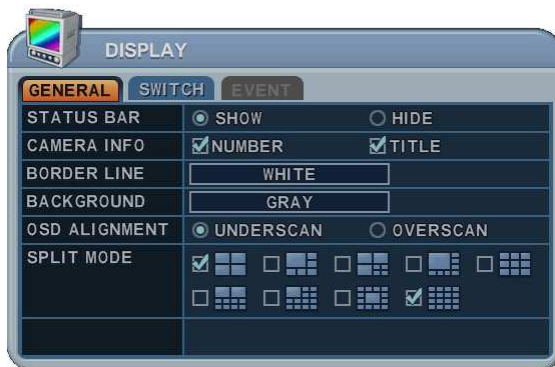 DISPLAY
GENERAL SWITCH EVENT
STATUS BAR SHOW HIDE
CAMERA INFO NUMBER TITLE
BORDER LINE WHITE
BACKGROUND GRAY
OSD ALIGNMENT UNDERSCAN OVERSCAN
SPLIT MODE